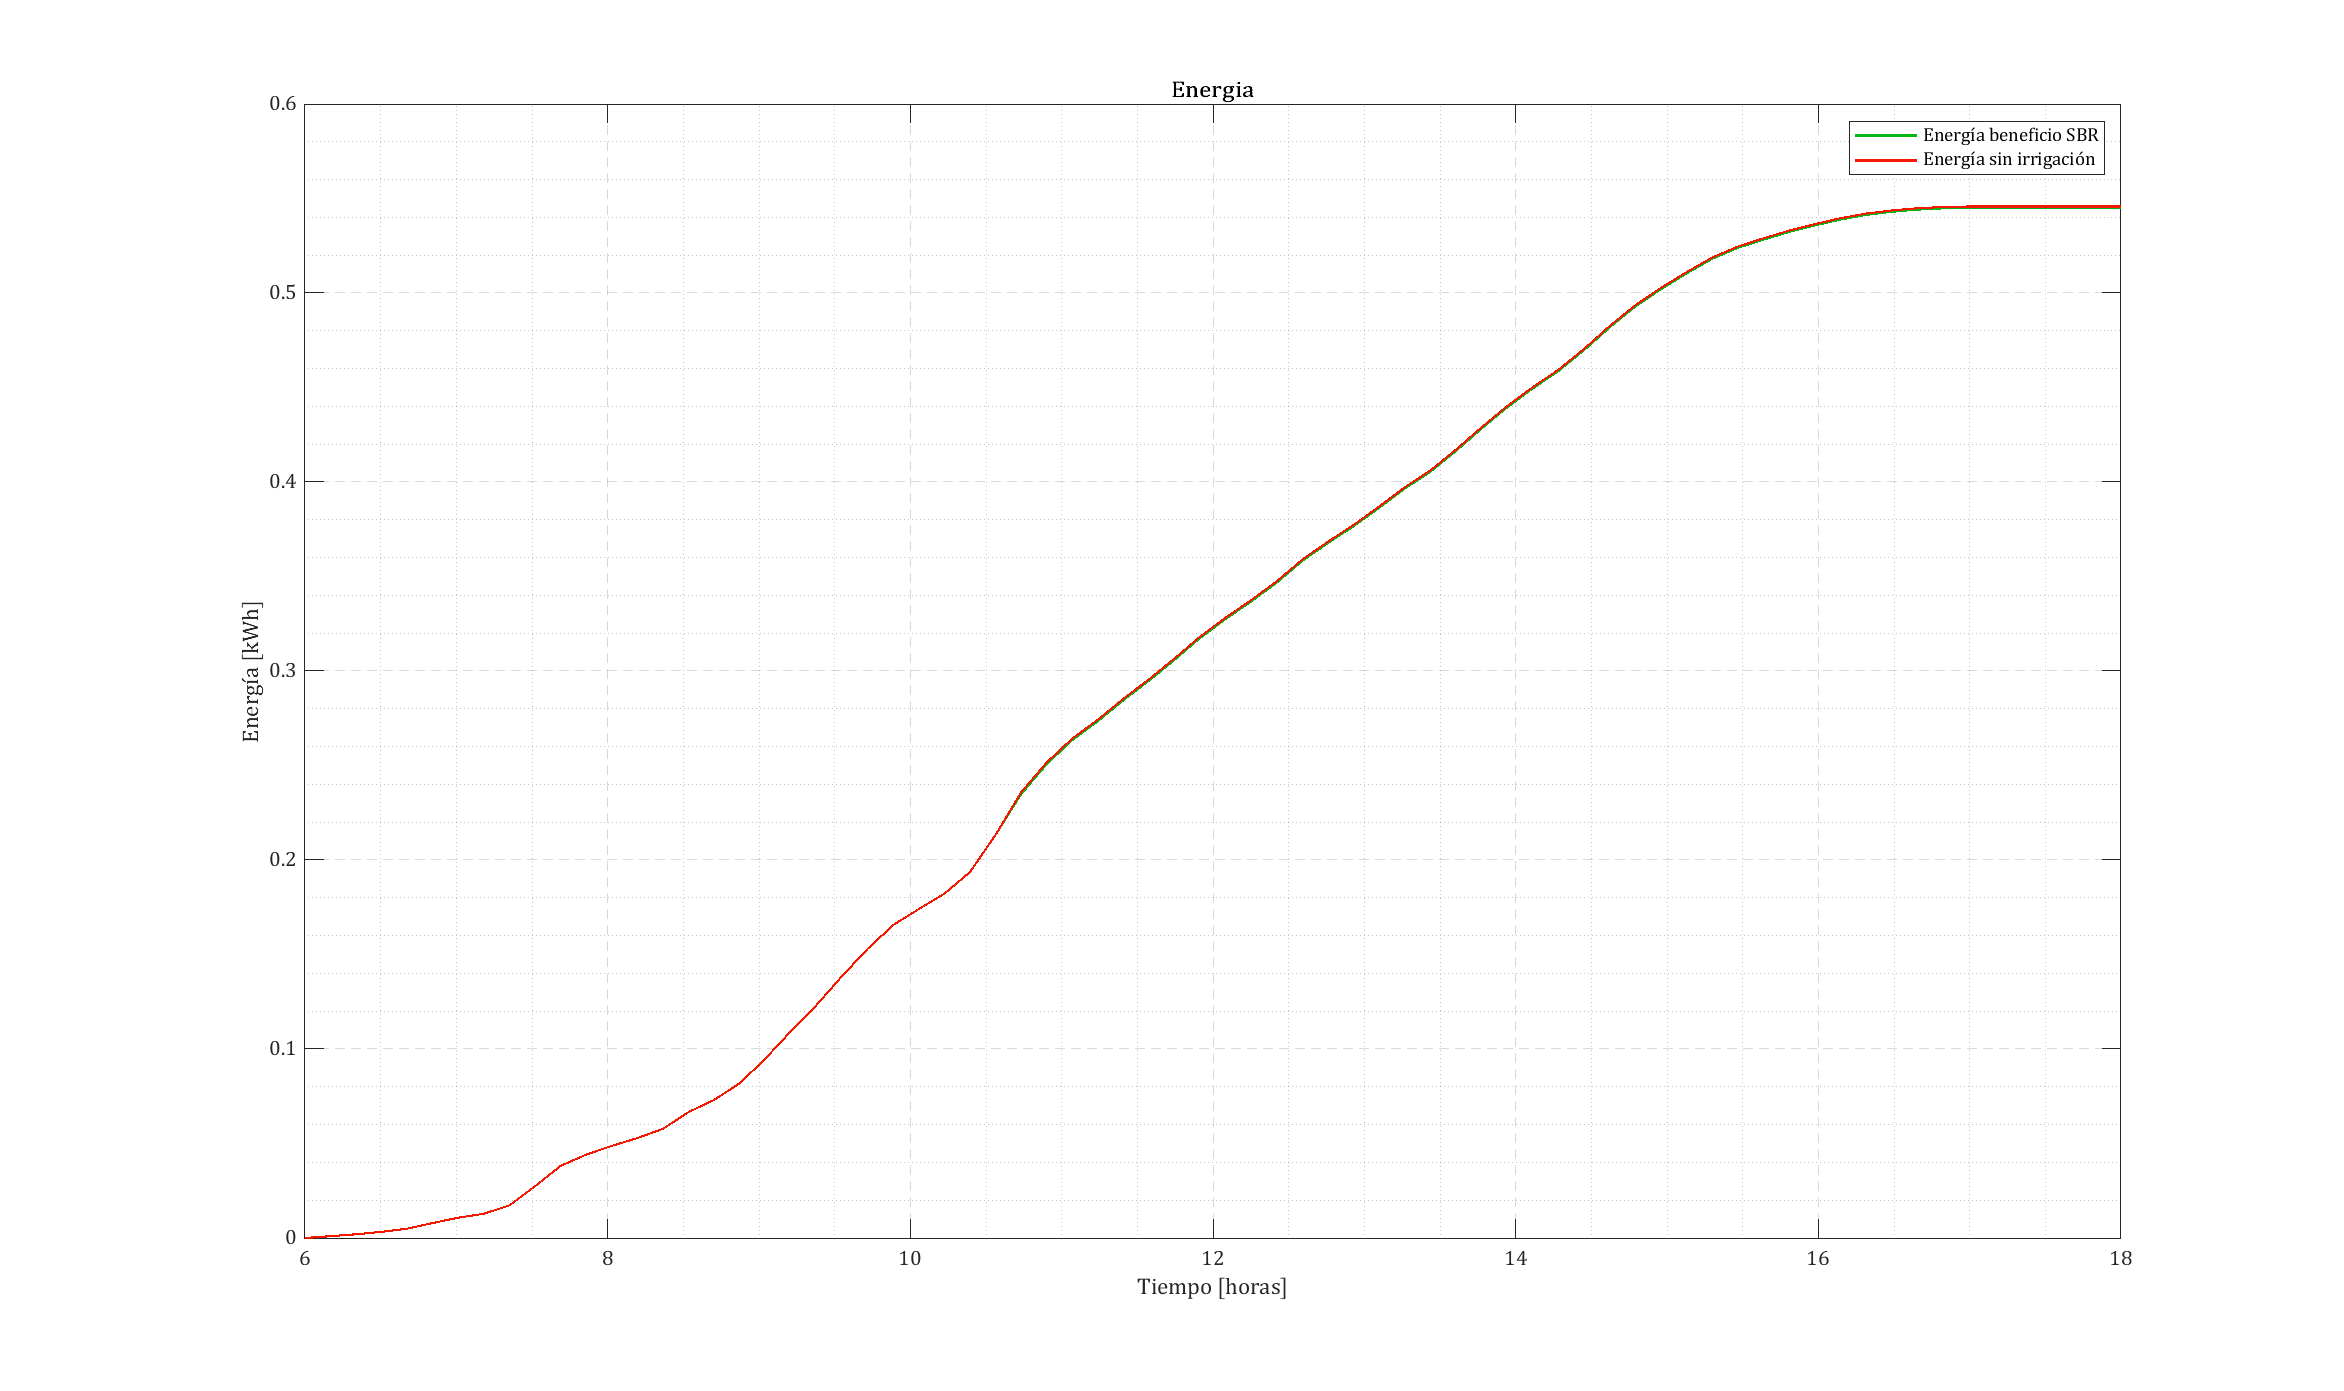 Energia
0.6
Energía beneficio SBR
Energía sin irrigación
0.5
0.4
0.3
Energía [kWh]
0.2
0.1
0
6
8
10
12
14
16
18
Tiempo [horas]